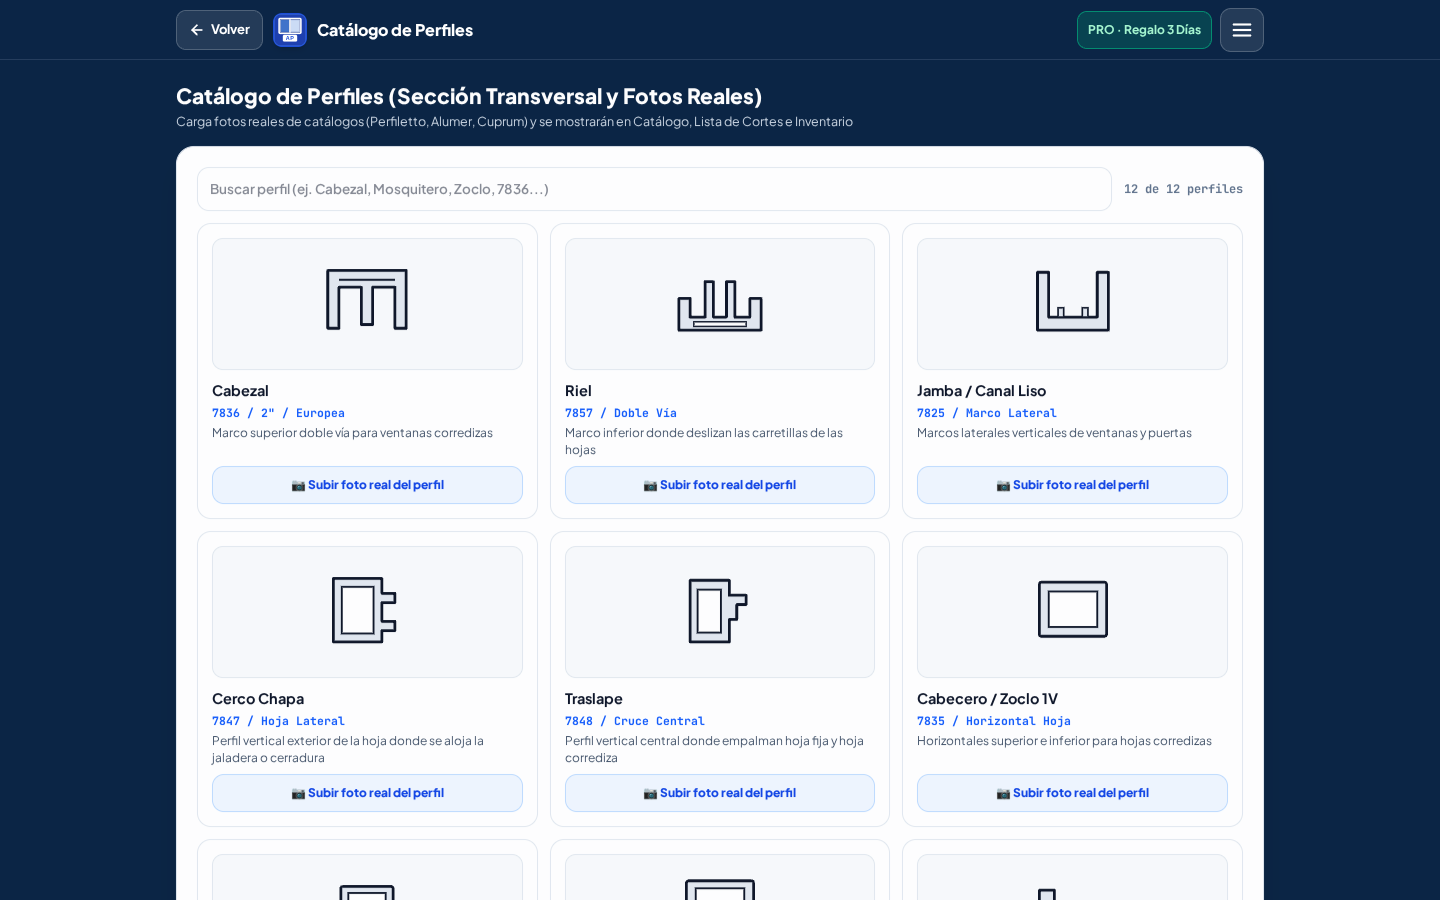 Volver
AP
Catálogo de Perfiles
PRO · Regalo 3 Días
Catálogo de Perfiles (Sección Transversal y Fotos Reales)
Carga fotos reales de catálogos (Perfiletto, Alumer, Cuprum) y se mostrarán en Catálogo, Lista de Cortes e Inventario
Buscar perfil (ej. Cabezal, Mosquitero, Zoclo, 7836...)
12 de 12 perfiles
Cabezal
7836 / 2" / Europea
Marco superior doble vía para ventanas corredizas
Subir foto real del perfil
Riel
7857 / Doble Vía
Marco inferior donde deslizan las carretillas de las
hojas
Subir foto real del perfil
Jamba / Canal Liso
7825 / Marco Lateral
Marcos laterales verticales de ventanas y puertas
Subir foto real del perfil
Cerco Chapa
7847 / Hoja Lateral
Perfil vertical exterior de la hoja donde se aloja la
jaladera o cerradura
Subir foto real del perfil
Traslape
7848 / Cruce Central
Perfil vertical central donde empalman hoja fija y hoja
corrediza
Subir foto real del perfil
Cabecero / Zoclo 1V
7835 / Horizontal Hoja
Horizontales superior e inferior para hojas corredizas
Subir foto real del perfil